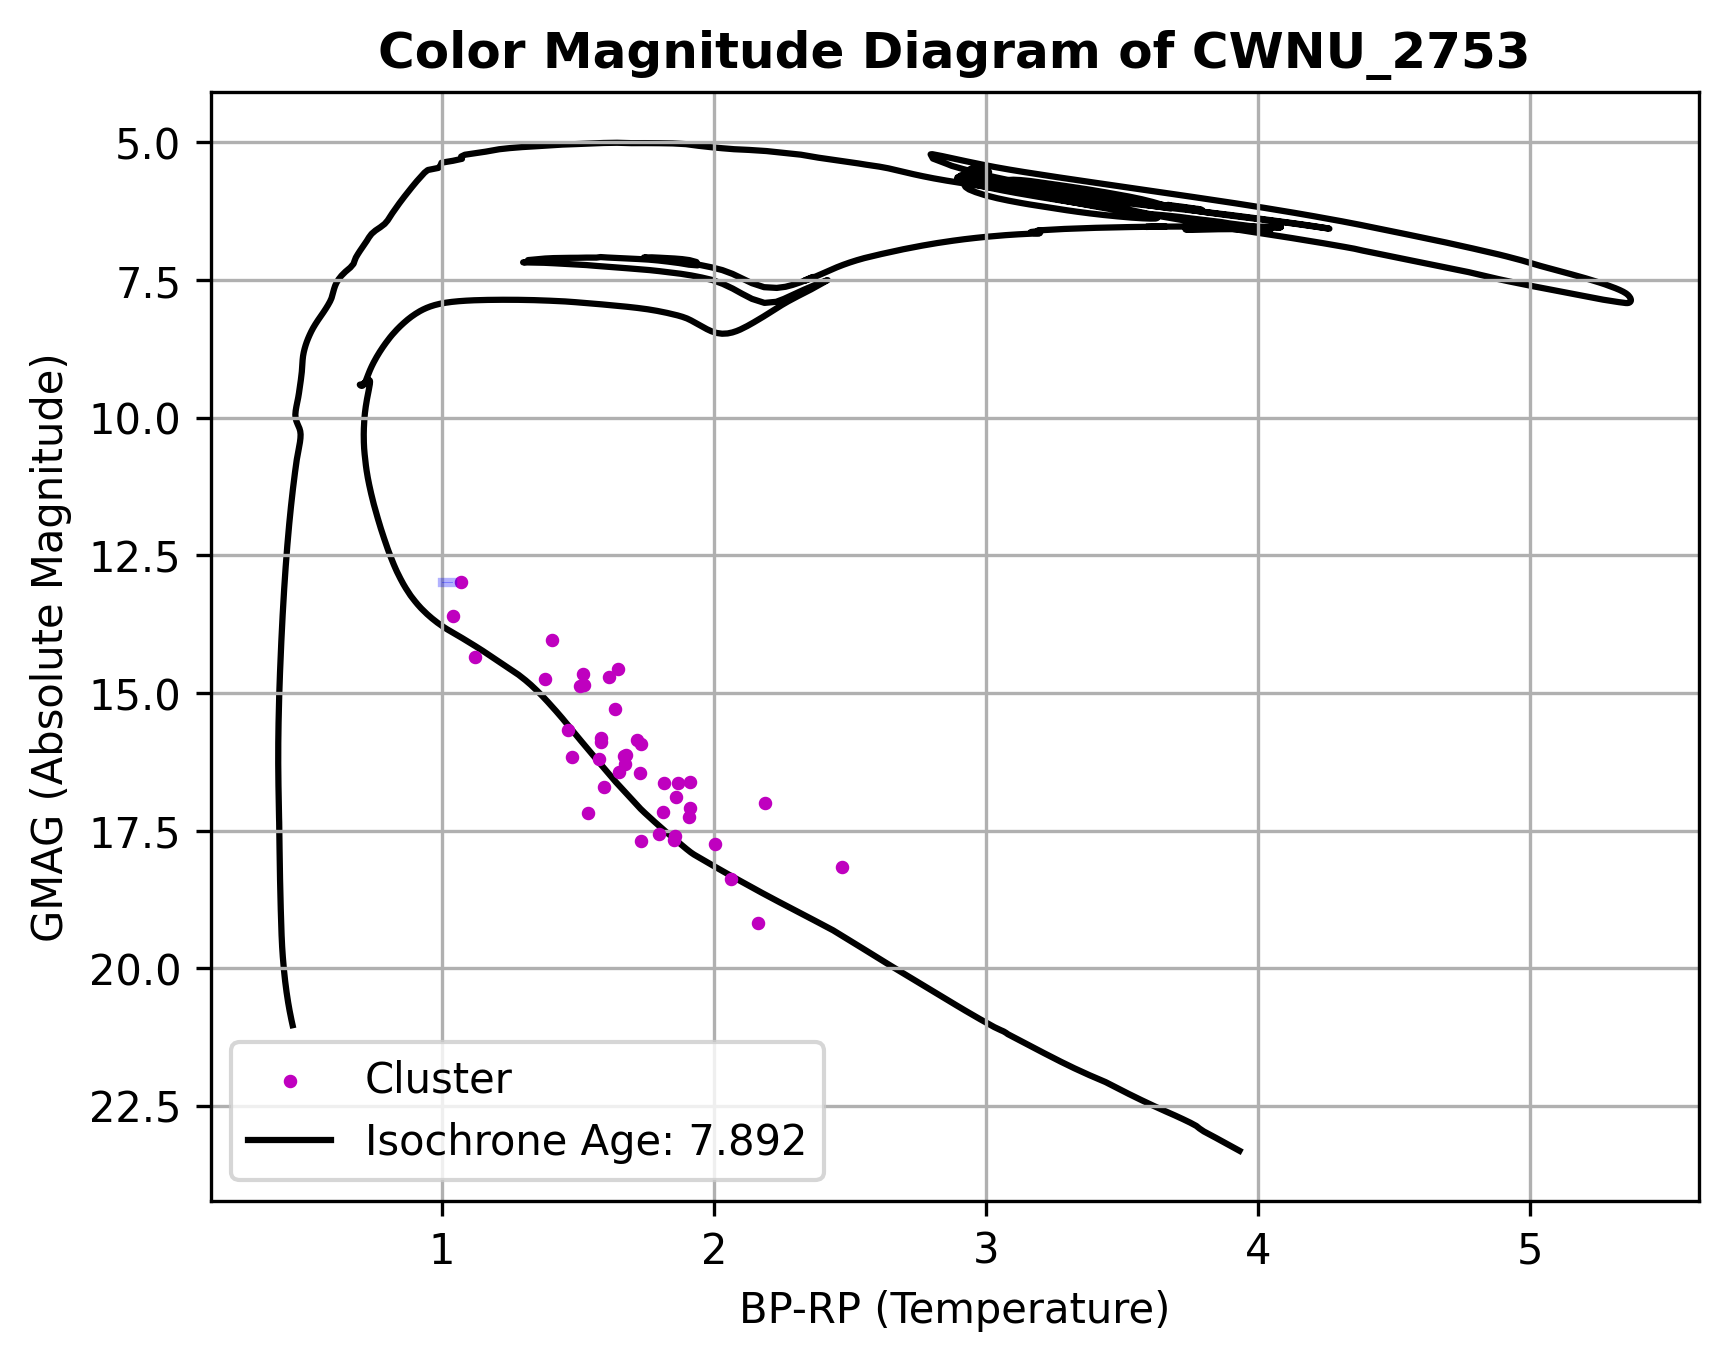 Color Magnitude Diagram of CWNU_2753
GMAG (Absolute Magnitude)
5.0
7.5
10.0
12.5
15.0
17.5
20.0
22.5
Cluster
Isochrone Age: 7.892
1 2 3 4 5
BP-RP (Temperature)